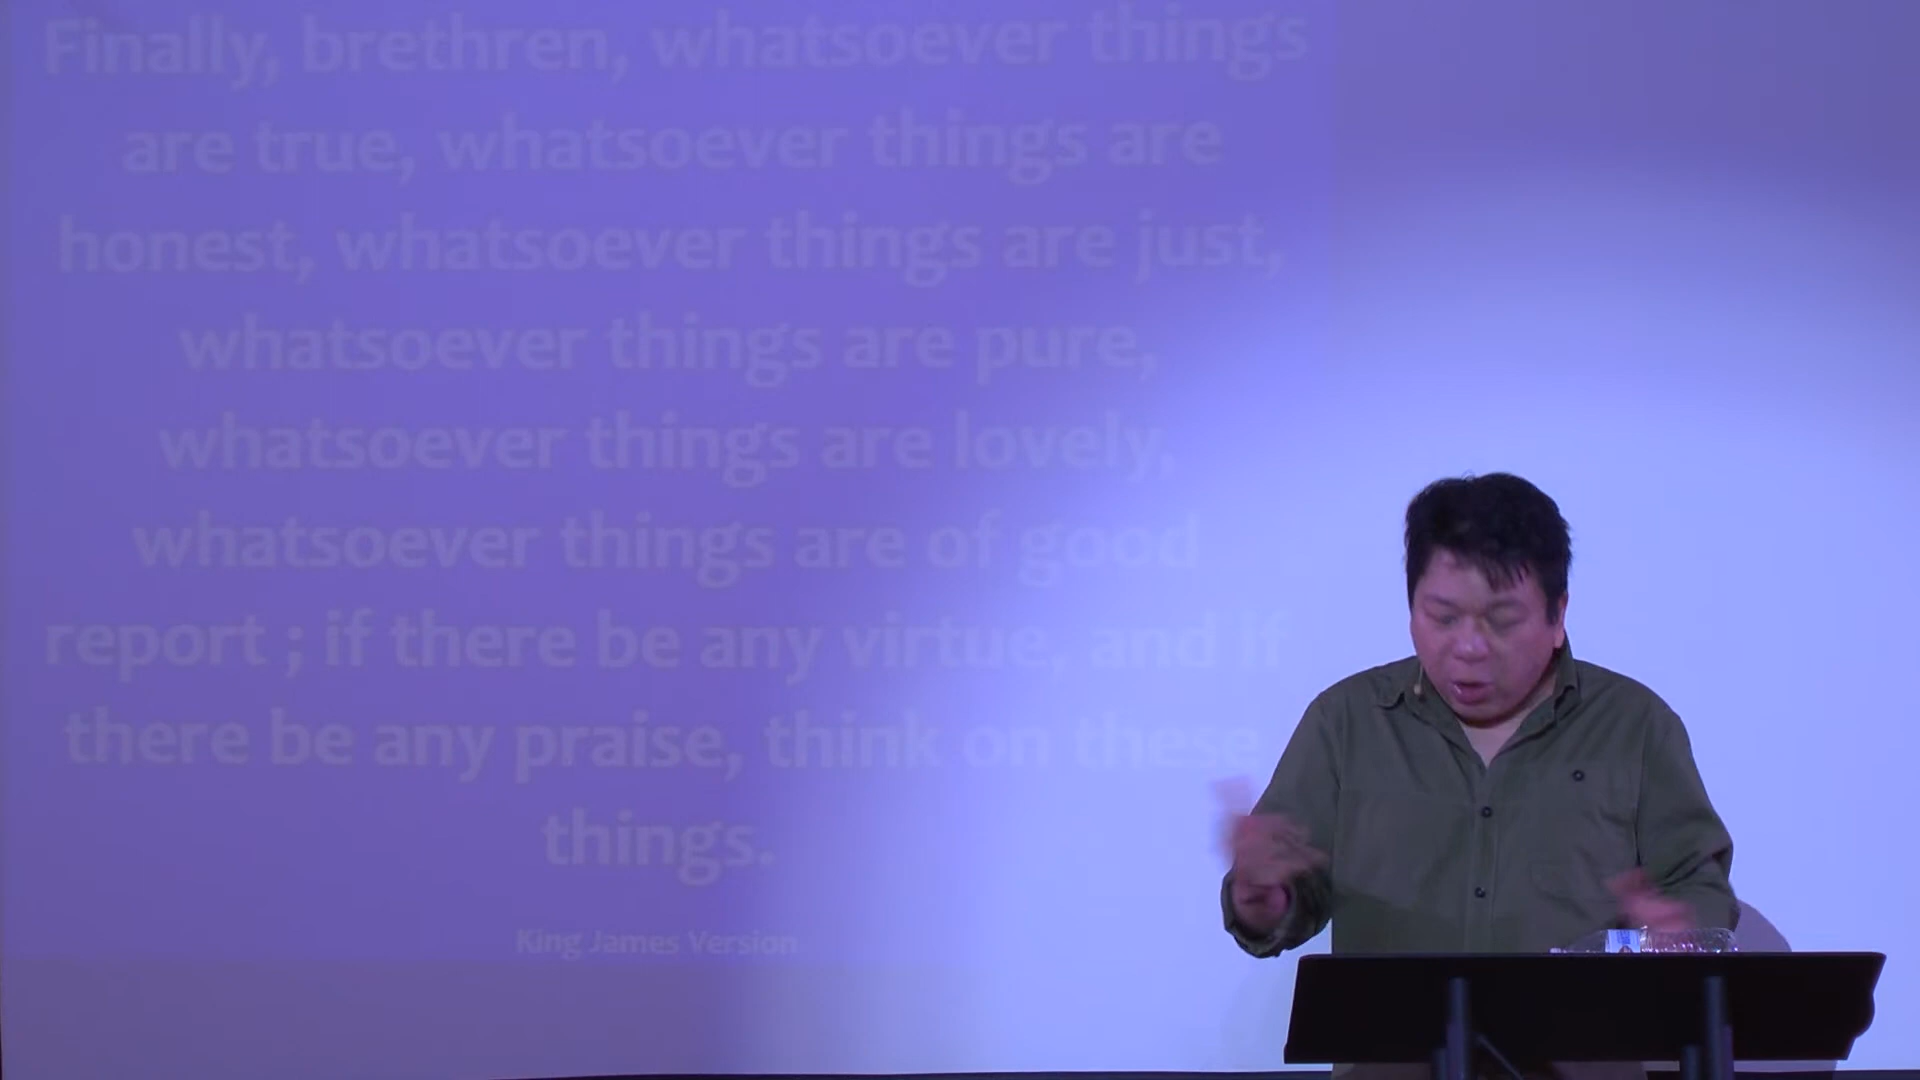 Finally, brethren, whatsoever things
are true, whatsoever things are
honest, whatsoever things are just,
whatsoever things are pure,
whatsoever things are lovely,
whatsoever things are of good
report ; if there be any virtue, and If
there be any praise, think on these
things.
King James Version